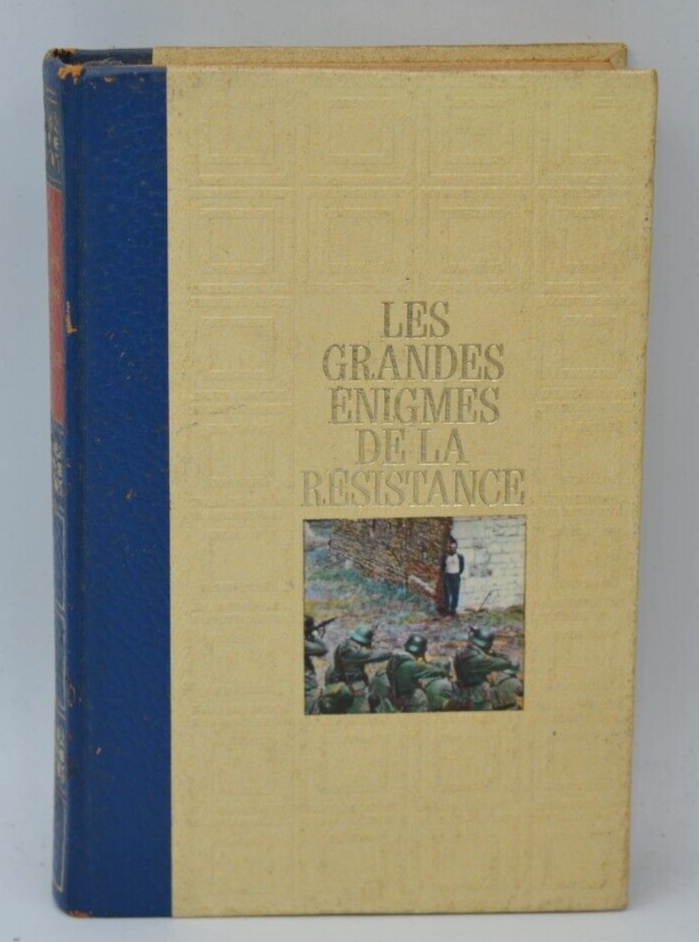 LES
GRANDES
ÉNIGMES
DE LA
RÉSISTANCE